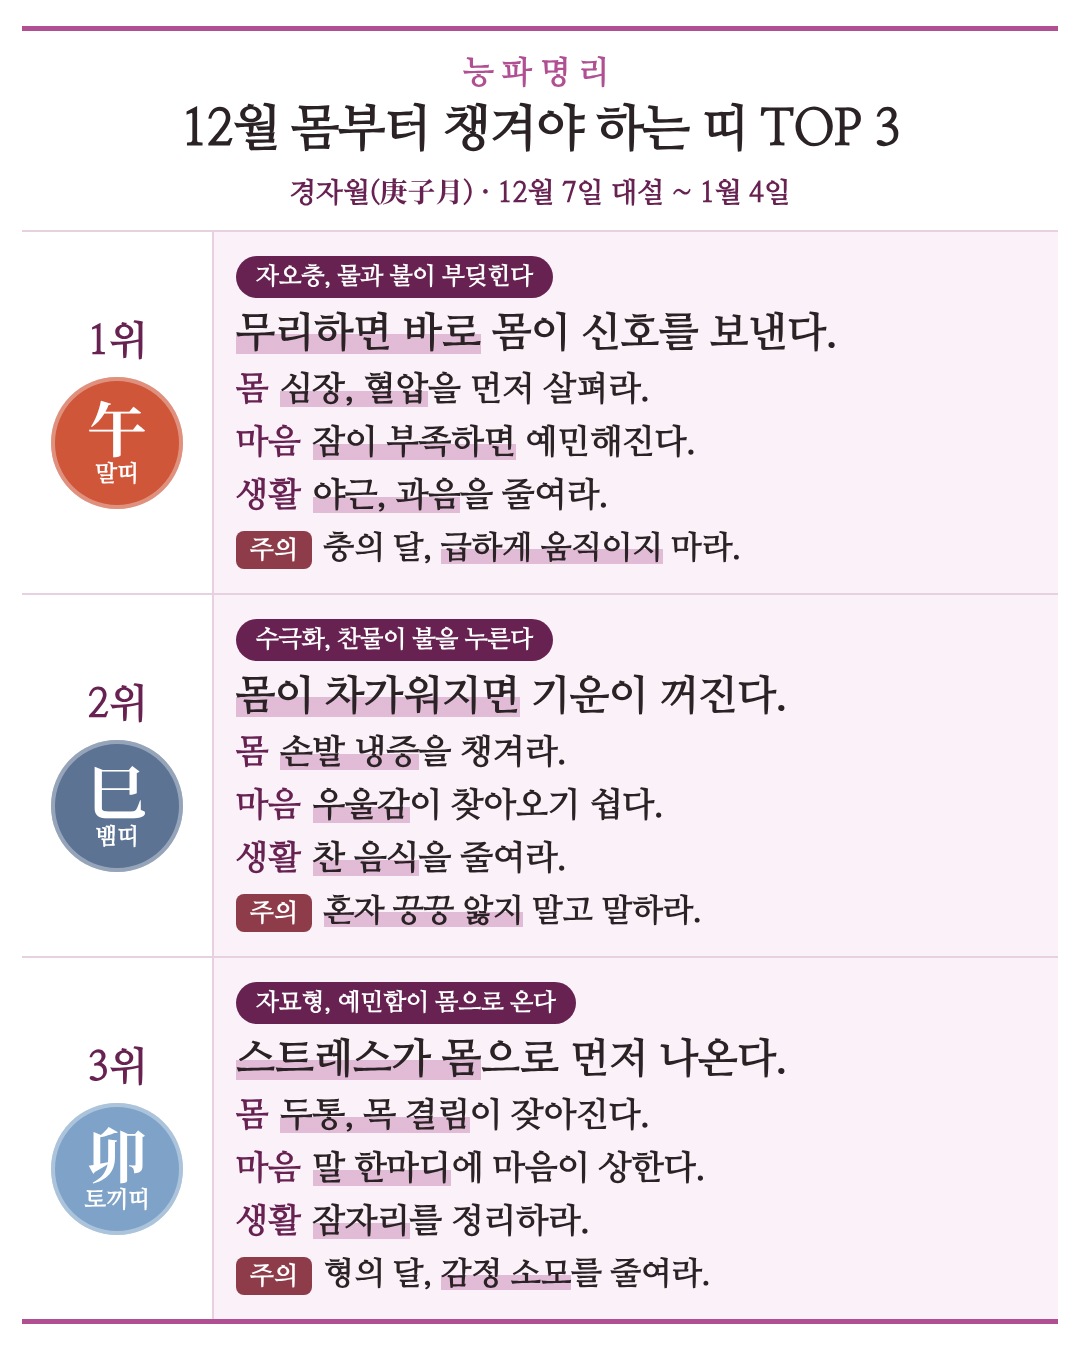 능파명리
12월 몸부터 챙겨야 하는 띠 TOP 3
경자월(庚子月) · 12월 7일 대설 ~ 1월 4일
1위
午
말띠
자오충, 물과 불이 부딪힌다
무리하면 바로 몸이 신호를 보낸다.
몸 심장, 혈압을 먼저 살펴라.
마음 잠이 부족하면 예민해진다.
생활 야근, 과음을 줄여라.
주의 충의 달, 급하게 움직이지 마라.
2위
巳
뱀띠
수극화, 찬물이 불을 누른다
몸이 차가워지면 기운이 꺼진다.
몸 손발 냉증을 챙겨라.
마음 우울감이 찾아오기 쉽다.
생활 찬 음식을 줄여라.
주의 혼자 끙끙 앓지 말고 말하라.
3위
卯
토끼띠
자묘형, 예민함이 몸으로 온다
스트레스가 몸으로 먼저 나온다.
몸 두통, 목 결림이 잦아진다.
마음 말 한마디에 마음이 상한다.
생활 잠자리를 정리하라.
주의 형의 달, 감정 소모를 줄여라.